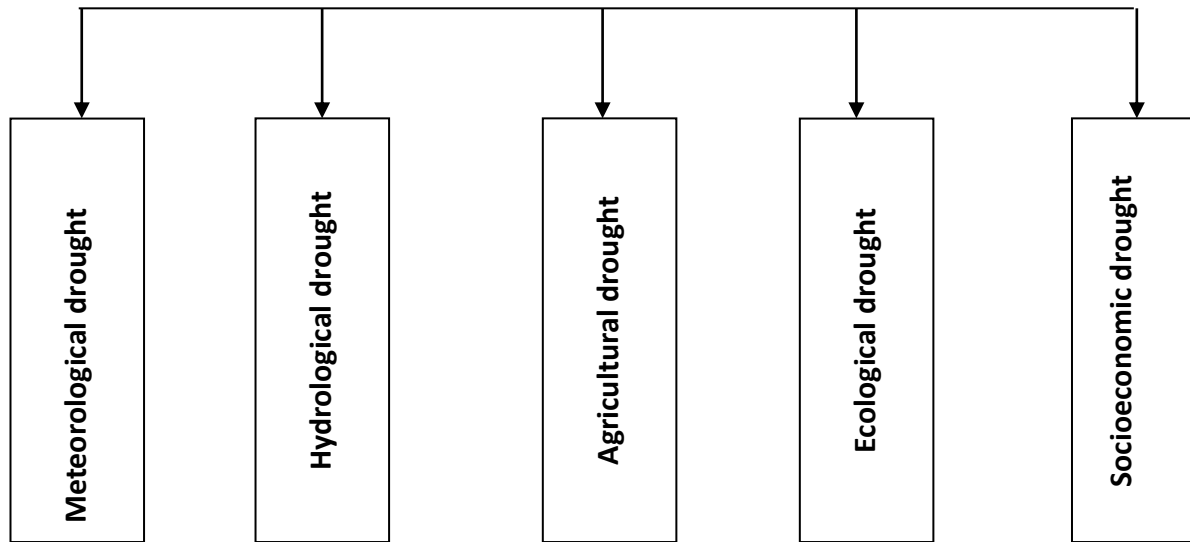 Meteorological drought
Hydrological drought
Agricultural drought
Ecological drought
Socioeconomic drought